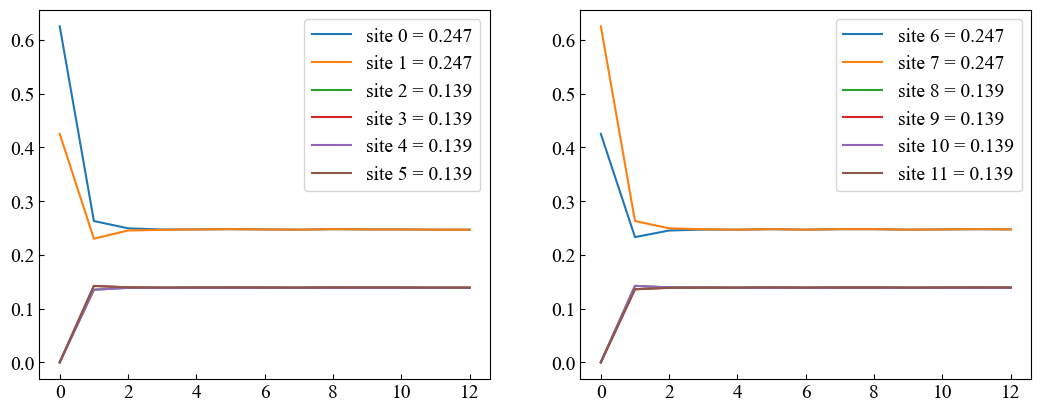 0.6
0.5
0.4
0.3
0.2
0.1
0.0
0 2 4 6 8 10 12
site 0 = 0.247
site 1 = 0.247
site 2 = 0.139
site 3 = 0.139
site 4 = 0.139
site 5 = 0.139
0.6
0.5
0.4
0.3
0.2
0.1
0.0
0 2 4 6 8 10 12
site 6 = 0.247
site 7 = 0.247
site 8 = 0.139
site 9 = 0.139
site 10 = 0.139
site 11 = 0.139